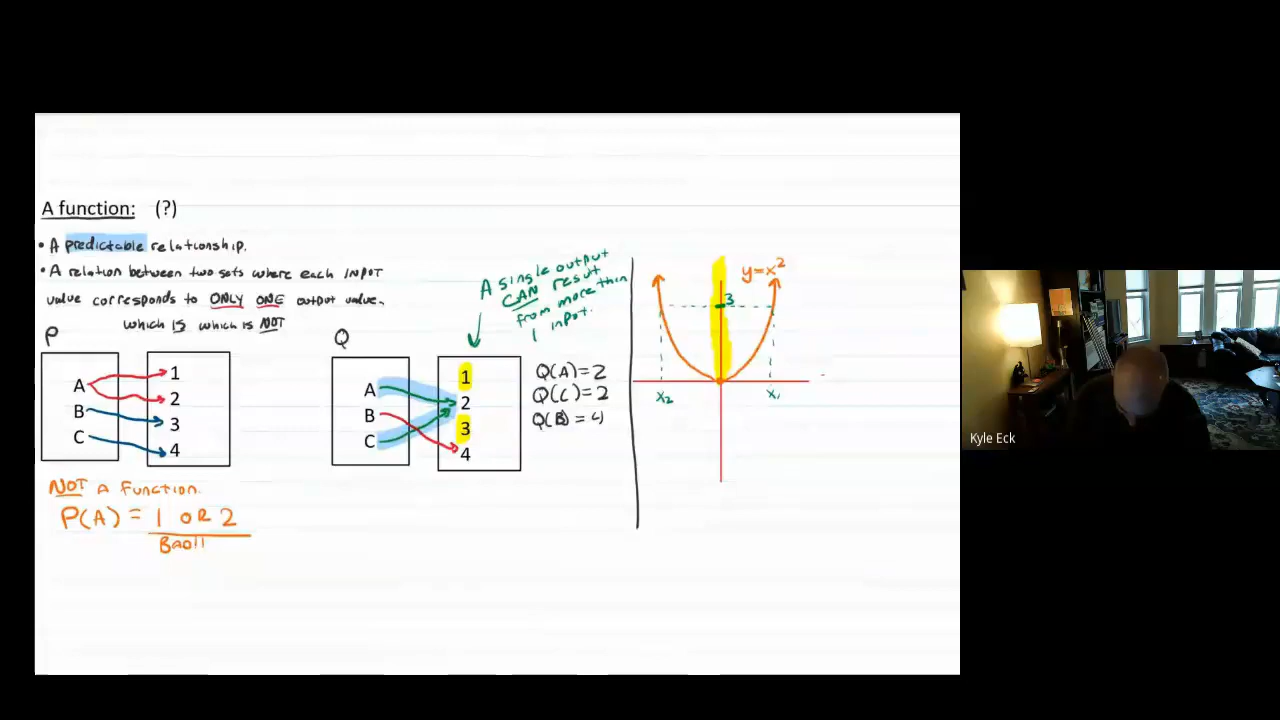 A function:    (?)
• A predictable relationship.
• A relation between two sets where each INPUT
value corresponds to ONLY ONE output value.
which is which is NOT
P
A
B
C
1
2
3
4
NOT a function.
P(A) = 1 OR 2
Bad!!
Q
A
B
C
1
2
3
4
A single output
CAN result
from more than
1 input.
Q(A)=2
Q(C)=2
Q(B)=4
y=x²
3
x₂
x₁
Kyle Eck